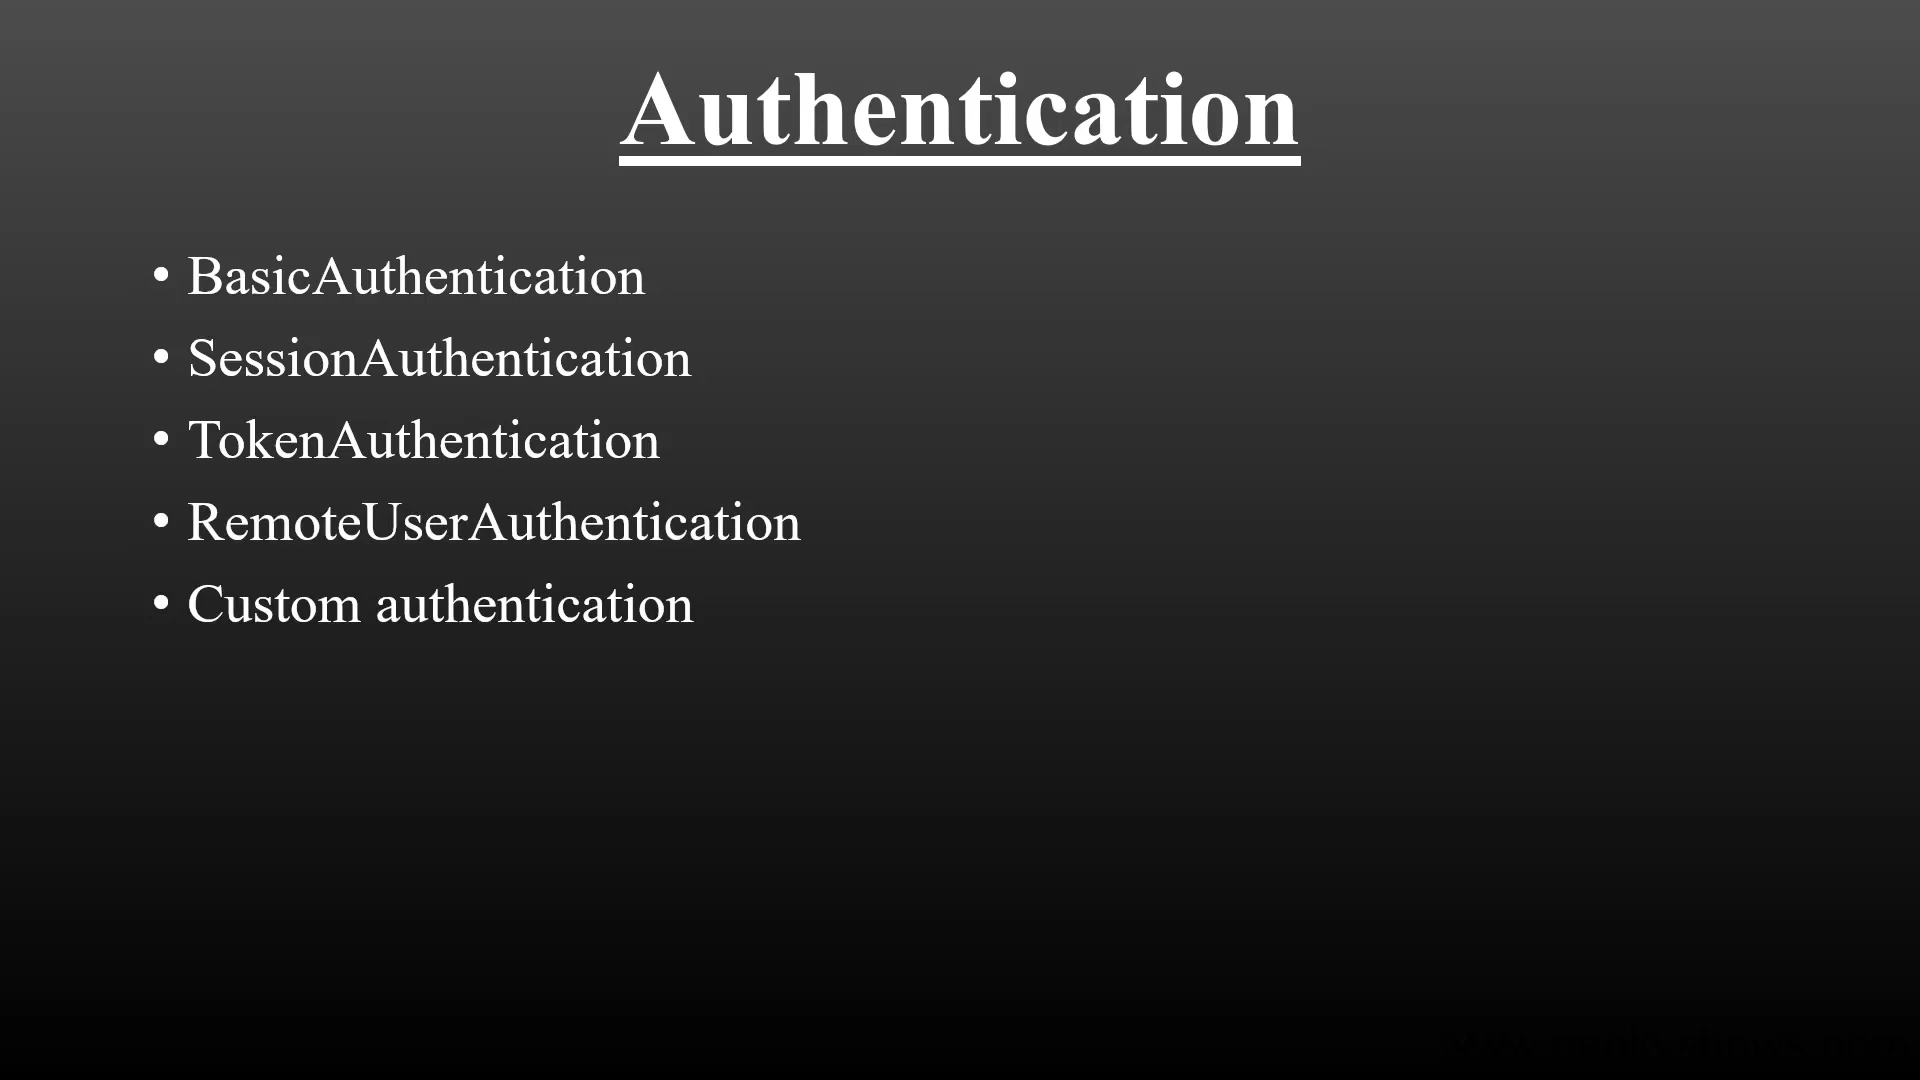 Authentication
• BasicAuthentication
• SessionAuthentication
• TokenAuthentication
• RemoteUserAuthentication
• Custom authentication